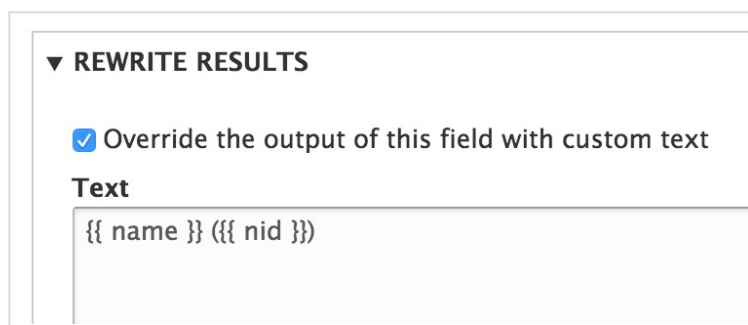 REWRITE RESULTS
Override the output of this field with custom text
Text
{{ name }} ({{ nid }})